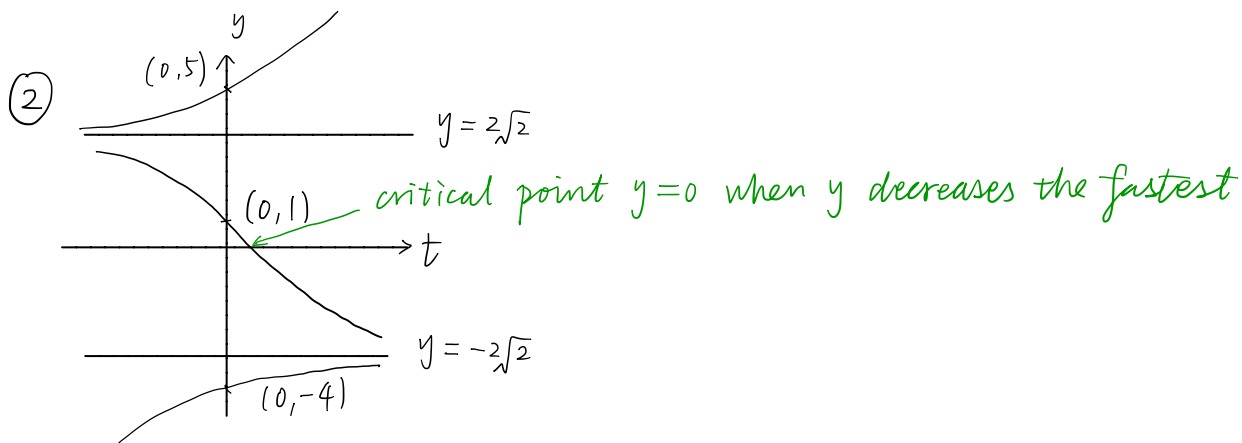 y
(0,5)
②
y = 2√2
critical point y=0 when y decreases the fastest
(0,1)
t
y = -2√2
(0,-4)